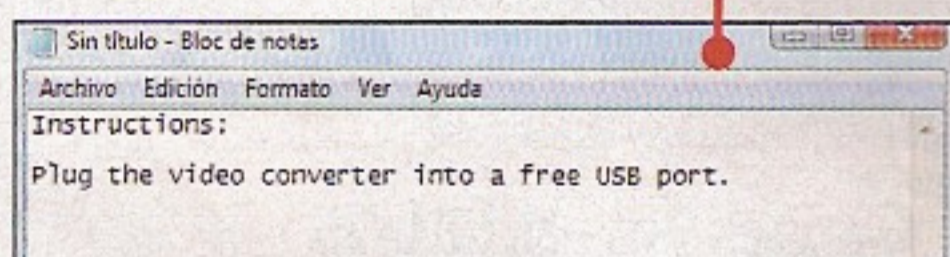 Sin título - Bloc de notas
Archivo Edición Formato Ver Ayuda
Instructions:
Plug the video converter into a free USB port.